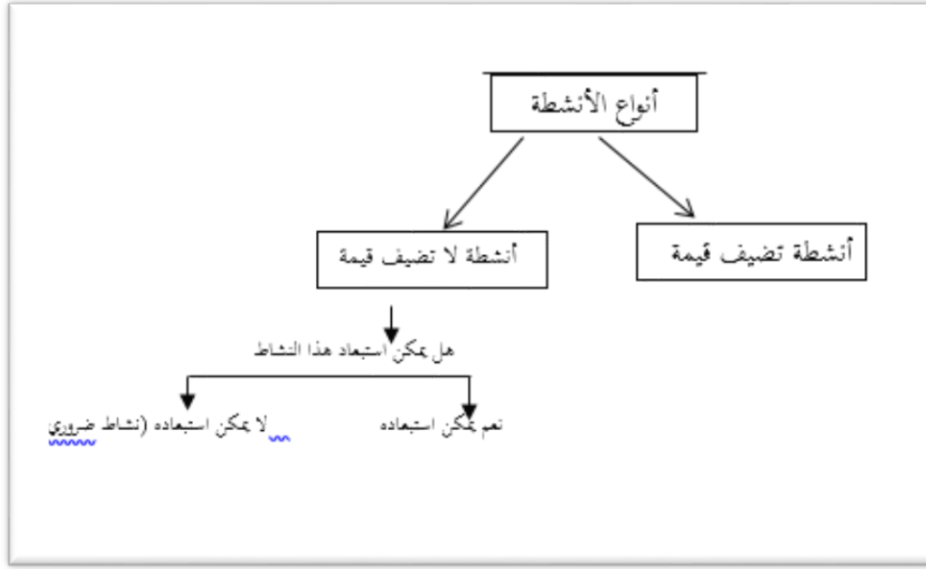 أنواع الأنشطة
أنشطة تضيف قيمة
أنشطة لا تضيف قيمة
هل يمكن استبعاد هذا النشاط
نعم يمكن استبعاده
لا يمكن استبعاده (نشاط ضروري